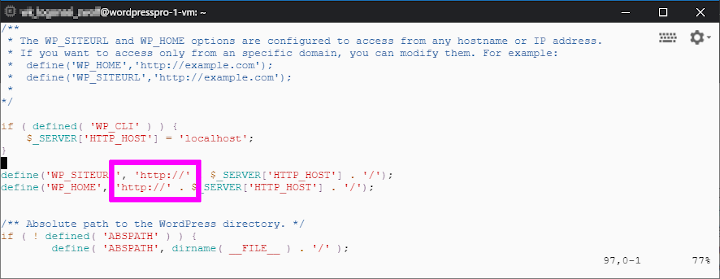 @wordpresspro-1-vm: ~
/**
* The WP_SITEURL and WP_HOME options are configured to access from any hostname or IP address.
* If you want to access only from an specific domain, you can modify them. For example:
* define('WP_HOME','http://example.com');
* define('WP_SITEURL','http://example.com');
*
*/
if ( defined( 'WP_CLI' ) ) {
$_SERVER['HTTP_HOST'] = 'localhost';
}
define('WP_SITEURL', 'http://' $_SERVER['HTTP_HOST'] . '/');
define('WP_HOME', 'http://' . $_SERVER['HTTP_HOST'] . '/');
/** Absolute path to the WordPress directory. */
if ( ! defined( 'ABSPATH' ) ) {
define( 'ABSPATH', dirname( __FILE__ ) . '/' );
97,0-1 77%